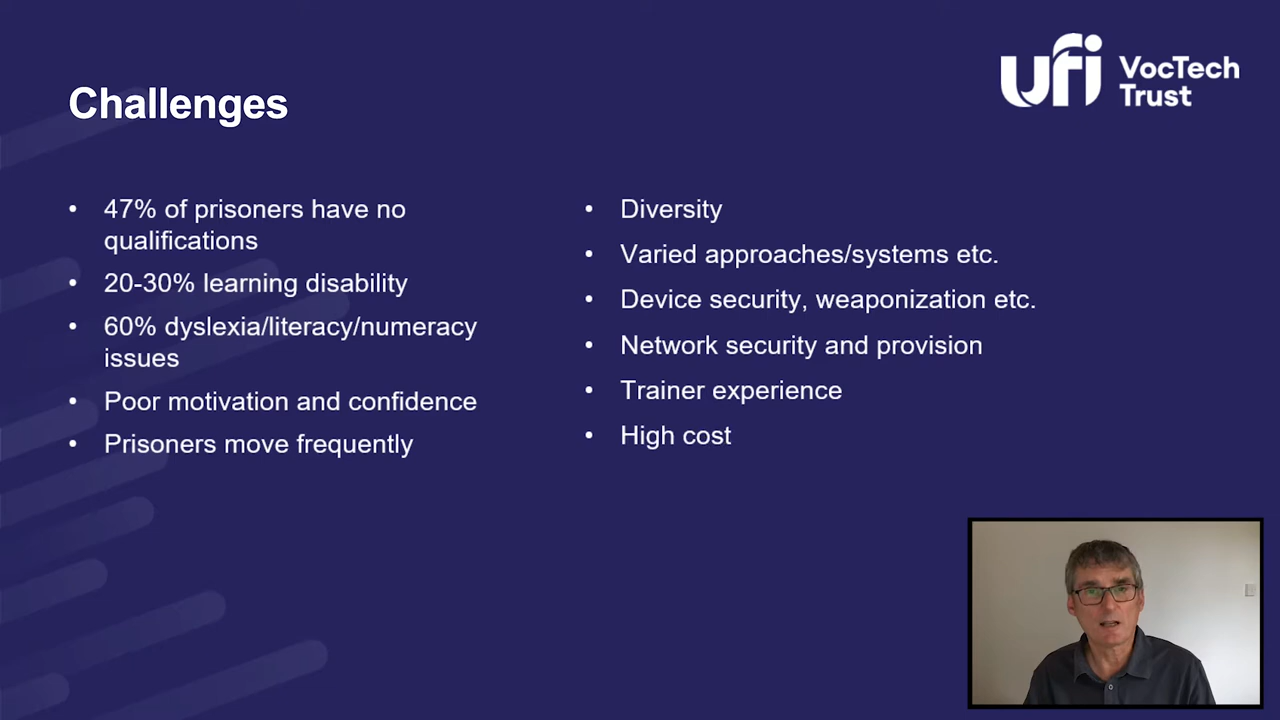 ufi VocTech
Trust
Challenges
• 47% of prisoners have no
qualifications
• 20-30% learning disability
• 60% dyslexia/literacy/numeracy
issues
• Poor motivation and confidence
• Prisoners move frequently
• Diversity
• Varied approaches/systems etc.
• Device security, weaponization etc.
• Network security and provision
• Trainer experience
• High cost